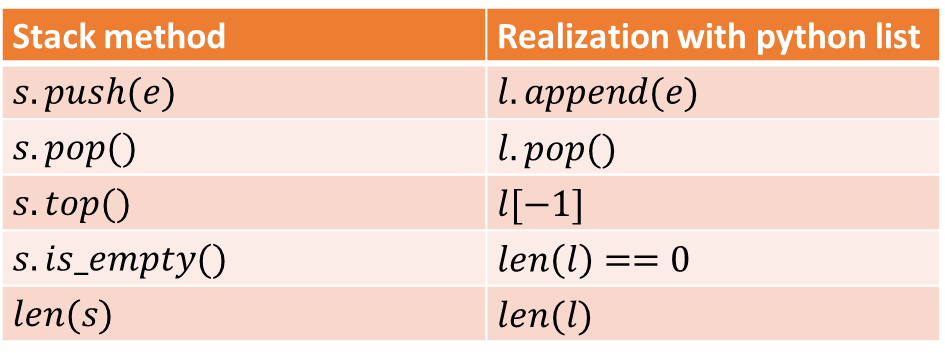 Stack method Realization with python list
s.push(e) l.append(e)
s.pop() l.pop()
s.top() l[−1]
s.is_empty() len(l) == 0
len(s) len(l)